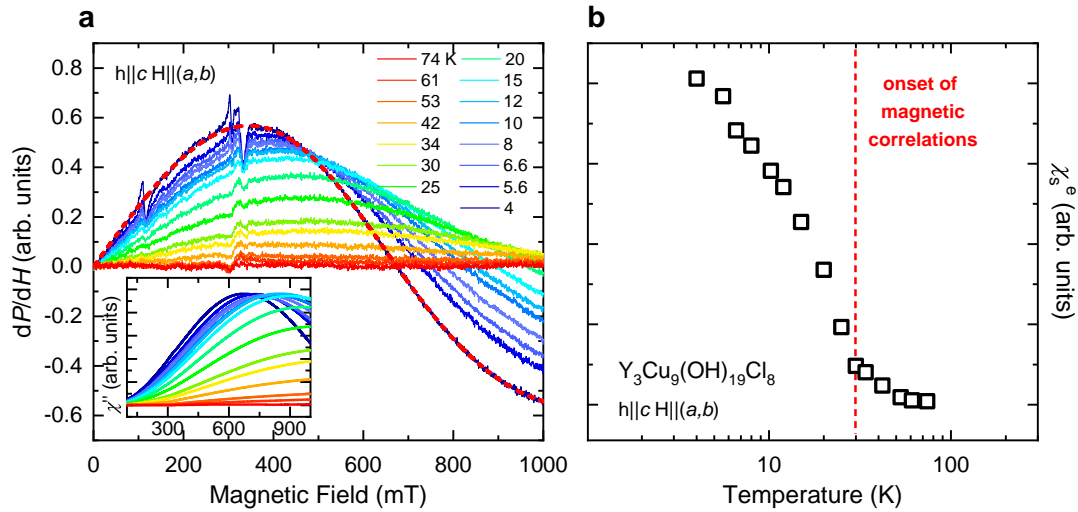 a
h||c H||(a,b)
74 K
61
53
42
34
30
25
20
15
12
10
8
6.6
5.6
4
0.8
0.6
0.4
0.2
0.0
-0.2
-0.4
-0.6
dP/dH (arb. units)
χ'' (arb. units)
300 600 900
0 200 400 600 800 1000
Magnetic Field (mT)
b
onset of
magnetic
correlations
Y₃Cu₉(OH)₁₉Cl₈
h||c H||(a,b)
10 100
Temperature (K)
χₛᵉ (arb. units)